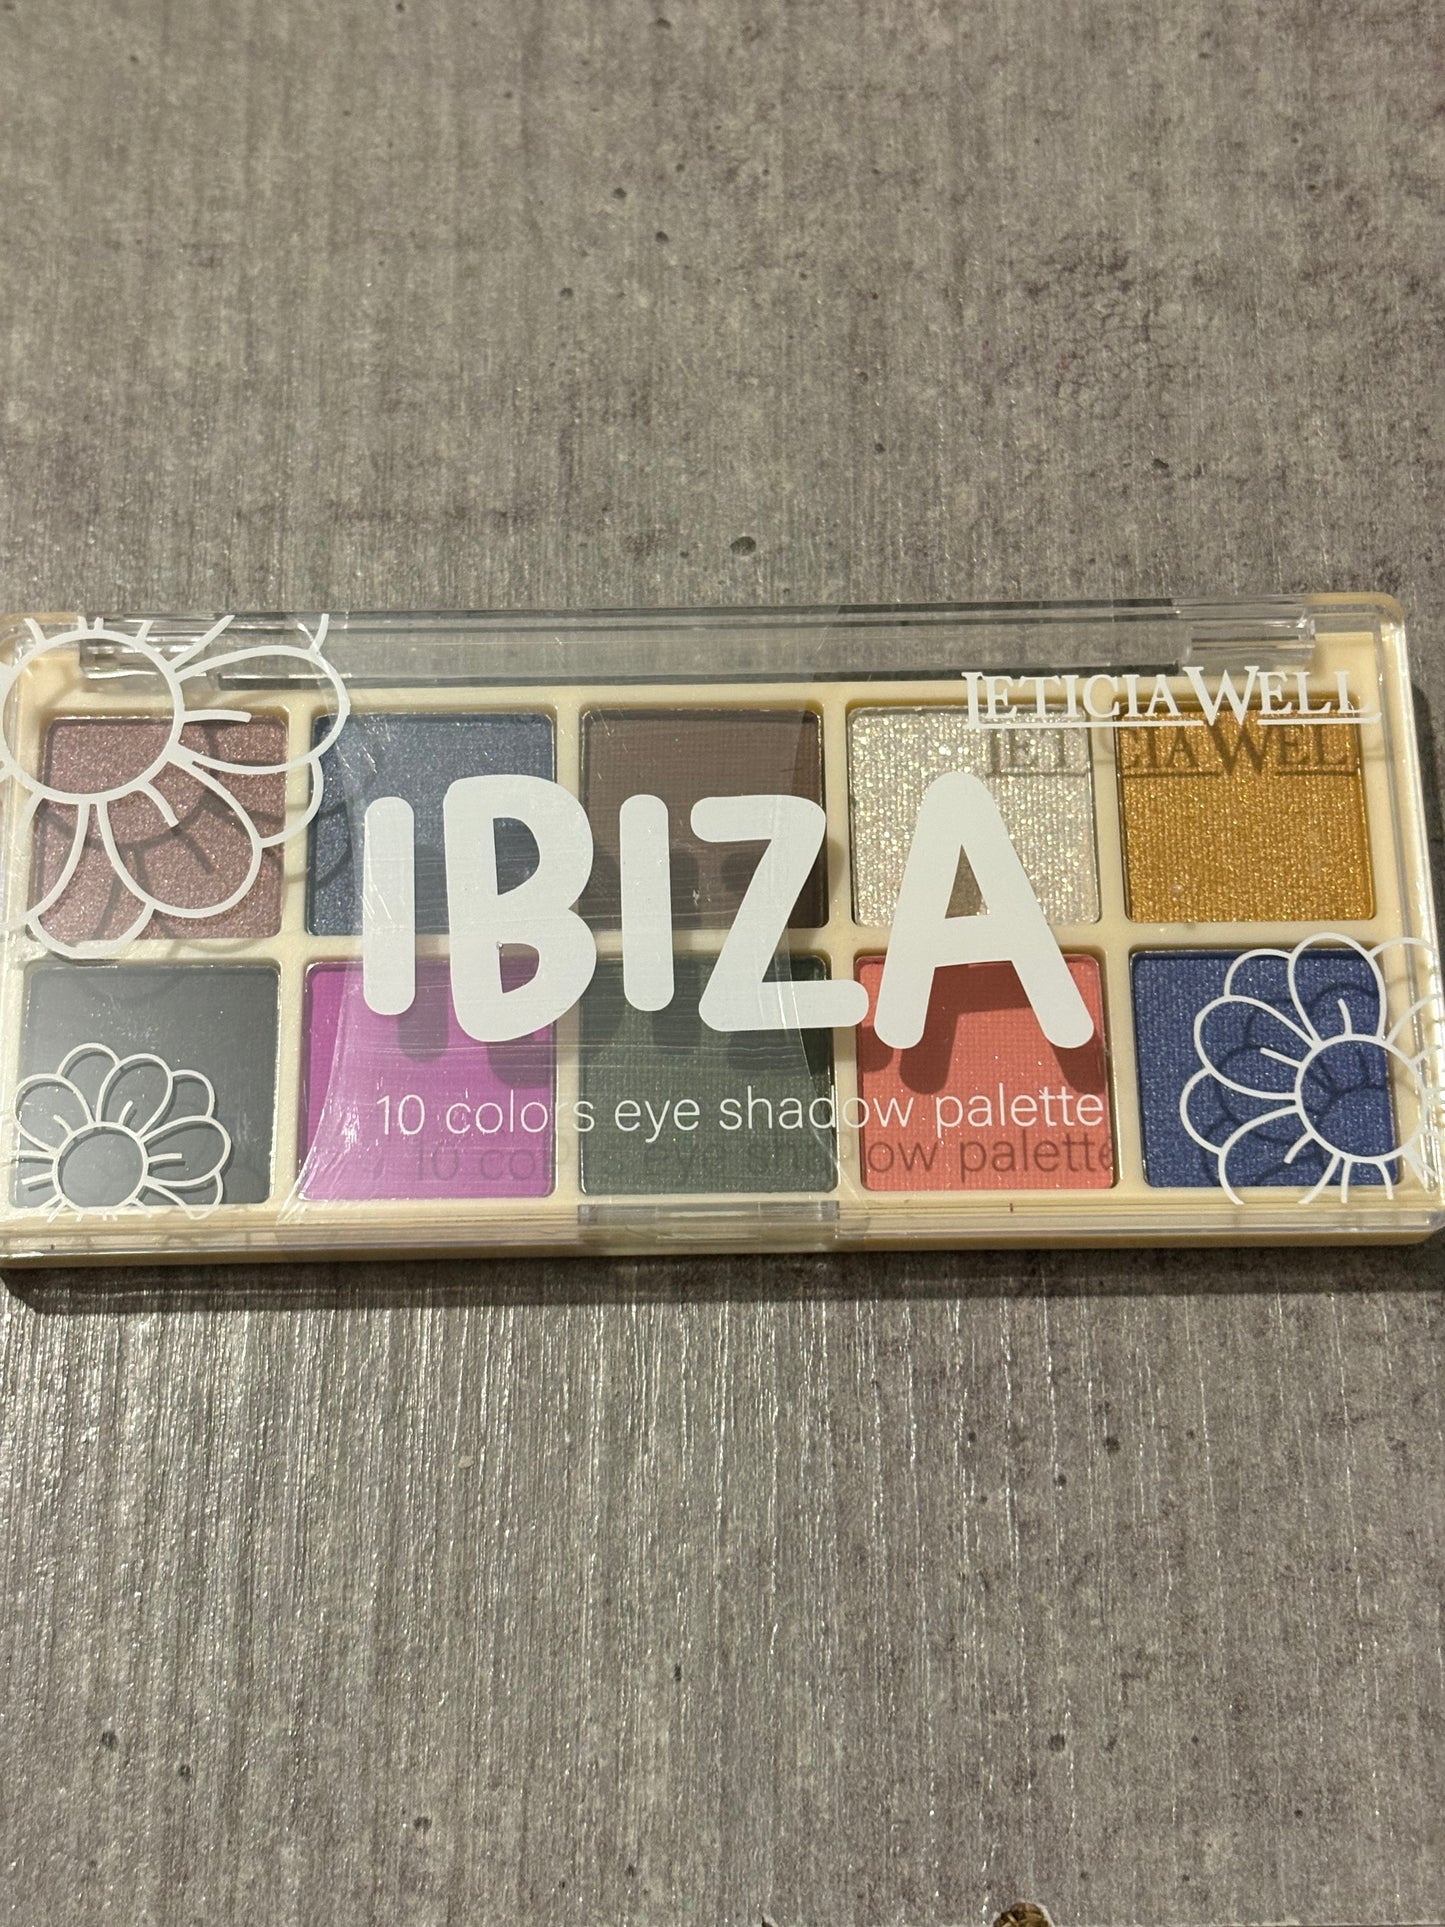 LETICIA WELL
IBIZA
10 colors eye shadow palette